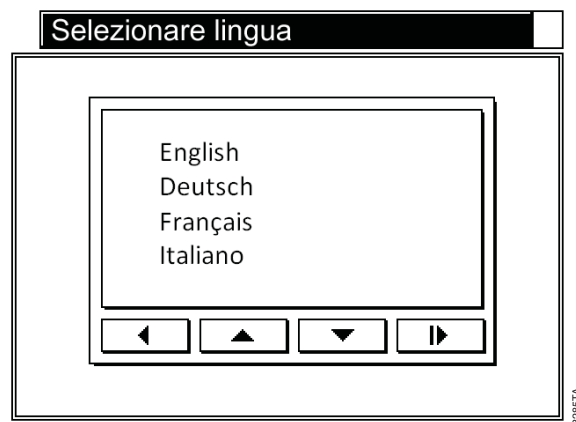 Selezionare lingua
English
Deutsch
Français
Italiano